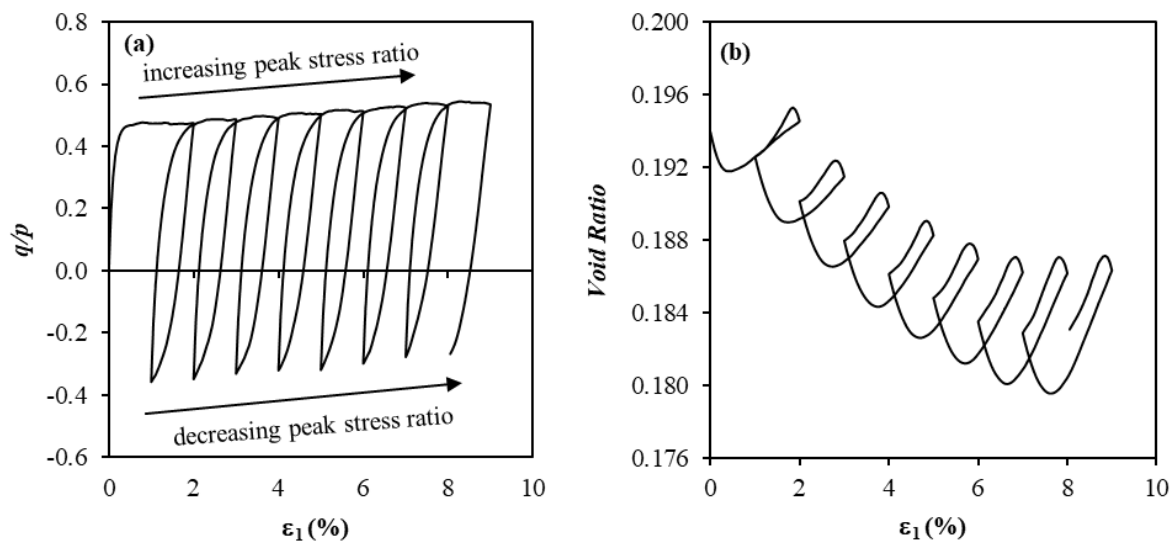 (a)
increasing peak stress ratio
decreasing peak stress ratio
0.8
0.6
0.4
0.2
0.0
-0.2
-0.4
-0.6
q/p
0 2 4 6 8 10
ε1 (%)
(b)
0.200
0.196
0.192
0.188
0.184
0.180
0.176
Void Ratio
0 2 4 6 8 10
ε1 (%)